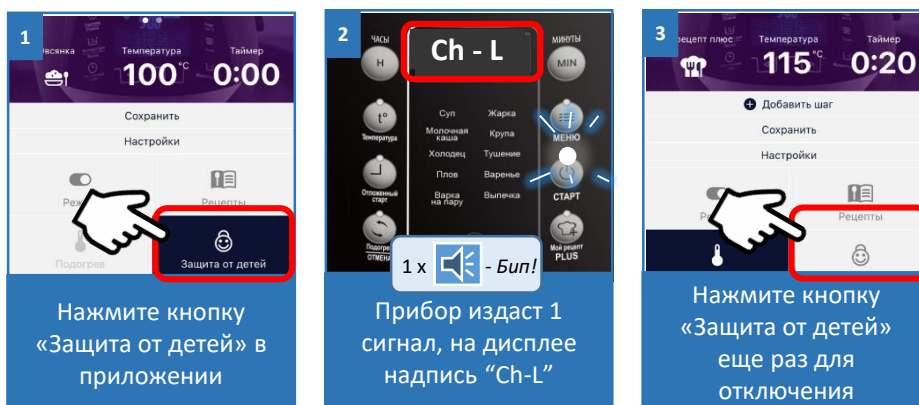 1
Овсянка
Температура
Таймер
100°C
0:00
Сохранить
Настройки
Рецепты
Подогрев
Защита от детей
Нажмите кнопку
«Защита от детей» в
приложении
2
ЧАСЫ
Ch - L
МИНУТЫ
H
MIN
t°
Температура
Суп
Жарка
Молочная
каша
Крупа
МЕНЮ
Холодец
Тушение
Плов
Варенье
Отложенный
старт
Варка
на пару
Выпечка
СТАРТ
Подогрев
ОТМЕНА
Мой рецепт
PLUS
1 x - Бип!
Прибор издаст 1
сигнал, на дисплее
надпись “Ch-L”
3
рецепт плюс
Температура
Таймер
115°C
0:20
Добавить шаг
Сохранить
Настройки
Рецепты
Нажмите кнопку
«Защита от детей»
еще раз для
отключения